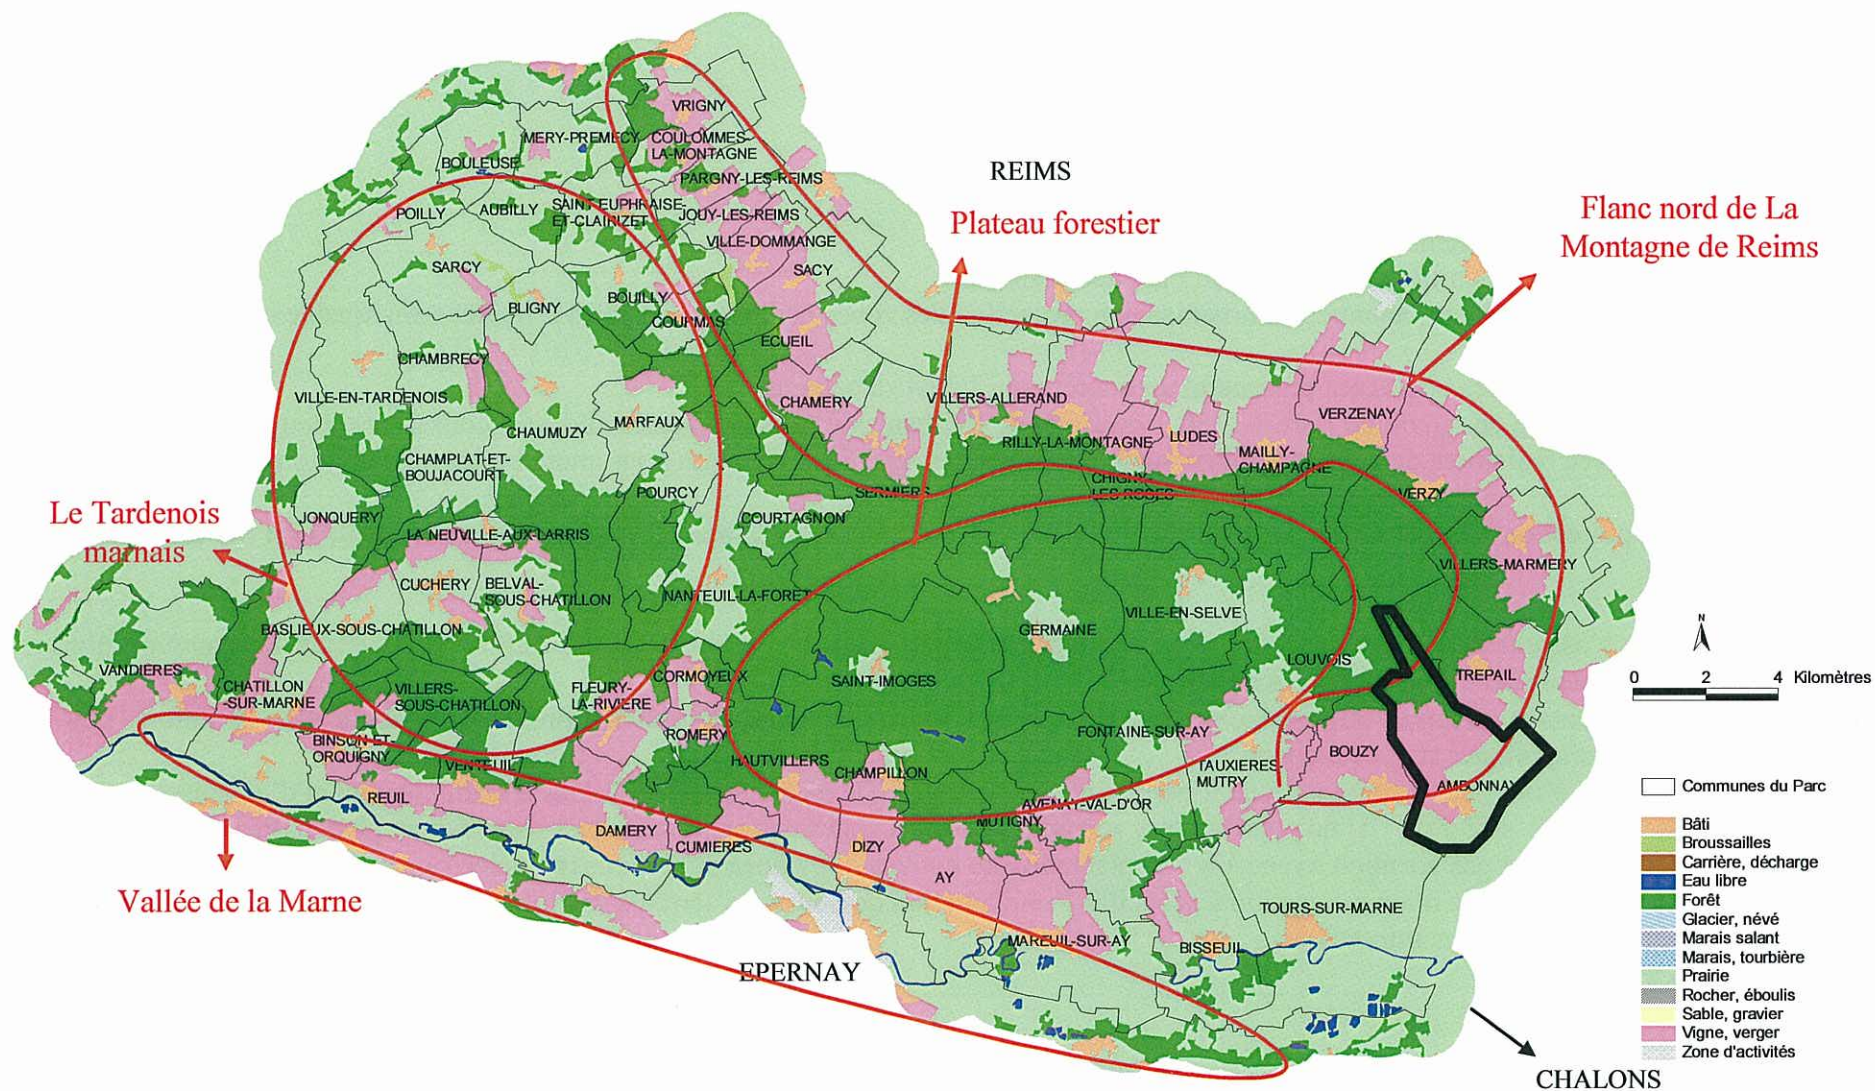 VRIGNY
MERY-PREMECY
COULOMMES-
LA-MONTAGNE
BOULEUSE
REIMS
PARGNY-LES-REIMS
Flanc nord de La
Montagne de Reims
Plateau forestier
POILLY
AUBILLY
SAINT-EUPHRAISE-
ET-CLAIRIZET
JOUY-LES-REIMS
VILLE-DOMMANGE
SARCY
SACY
BLIGNY
BOUILLY
COURMAS
ECUEIL
CHAMBRECY
VILLE-EN-TARDENOIS
CHAMERY
VILLERS-ALLERAND
VERZENAY
MARFAUX
CHAUMUZY
RILLY-LA-MONTAGNE
LUDES
MAILLY-
CHAMPAGNE
CHAMPLAT-ET-
BOUJACOURT
POURCY
SERMIERS
CHIGNY-
LES-ROSES
VERZY
Le Tardenois
marnais
JONQUERY
COURTAGNON
LA NEUVILLE-AUX-LARRIS
VILLERS-MARMERY
CUCHERY
BELVAL-
SOUS-CHATILLON
NANTEUIL-LA-FORET
VILLE-EN-SELVE
BASLIEUX-SOUS-CHATILLON
GERMAINE
N
VANDIERES
LOUVOIS
TREPAIL
0 2 4 Kilomètres
CHATILLON
-SUR-MARNE
VILLERS-
SOUS-CHATILLON
FLEURY-
LA-RIVIERE
CORMOYEUX
SAINT-IMOGES
BINSON-ET-
ORQUIGNY
ROMERY
FONTAINE-SUR-AY
BOUZY
VENTEUIL
HAUTVILLERS
CHAMPILLON
TAUXIERES-
MUTRY
AMBONNAY
REUIL
AVENAY-VAL-D'OR
MUTIGNY
DAMERY
CUMIERES
DIZY
AY
Vallée de la Marne
TOURS-SUR-MARNE
MAREUIL-SUR-AY
BISSEUIL
EPERNAY
CHALONS
Communes du Parc
Bâti
Broussailles
Carrière, décharge
Eau libre
Forêt
Glacier, névé
Marais salant
Marais, tourbière
Prairie
Rocher, éboulis
Sable, gravier
Vigne, verger
Zone d'activités